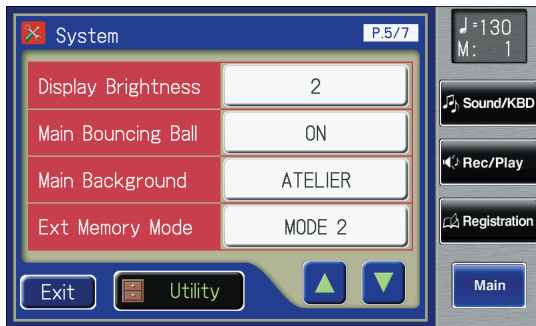 System P.5/7
♩=130
M: 1
Display Brightness 2
Main Bouncing Ball ON
Main Background ATELIER
Ext Memory Mode MODE 2
Exit Utility
Sound/KBD
Rec/Play
Registration
Main